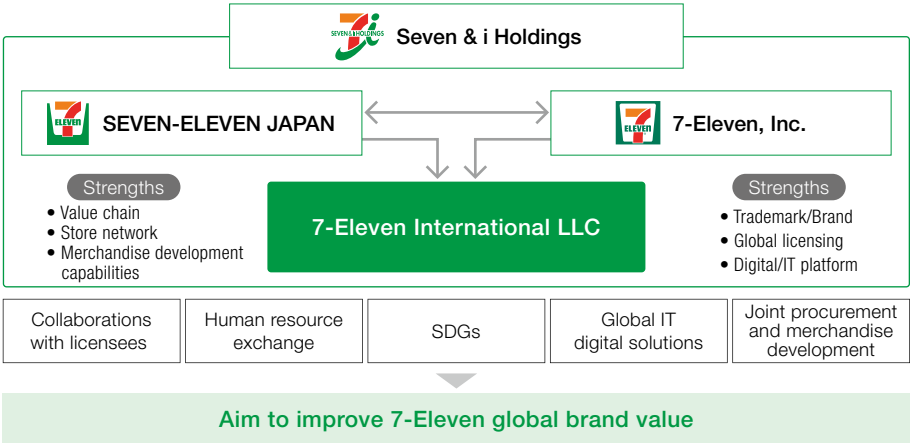 SEVEN & i HOLDINGS
Seven & i Holdings
7
ELEVEN
SEVEN-ELEVEN JAPAN
7
ELEVEN
7-Eleven, Inc.
Strengths
• Value chain
• Store network
• Merchandise development
capabilities
7-Eleven International LLC
Strengths
• Trademark/Brand
• Global licensing
• Digital/IT platform
Collaborations
with licensees
Human resource
exchange
SDGs
Global IT
digital solutions
Joint procurement
and merchandise
development
Aim to improve 7-Eleven global brand value